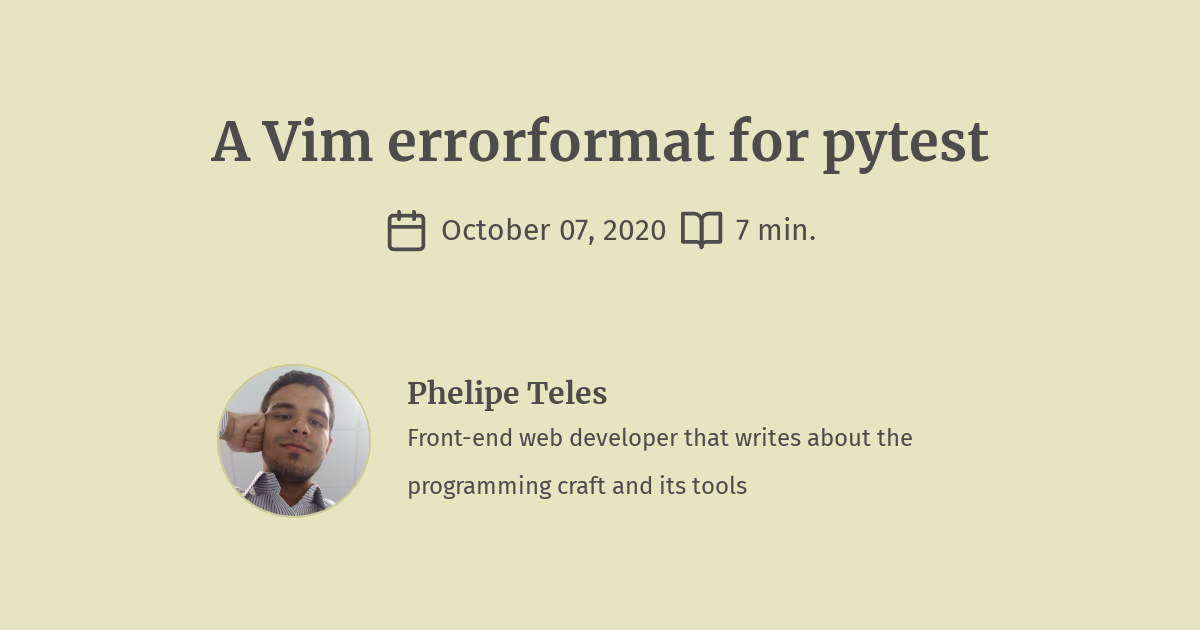 A Vim errorformat for pytest
October 07, 2020 7 min.
Phelipe Teles
Front-end web developer that writes about the
programming craft and its tools